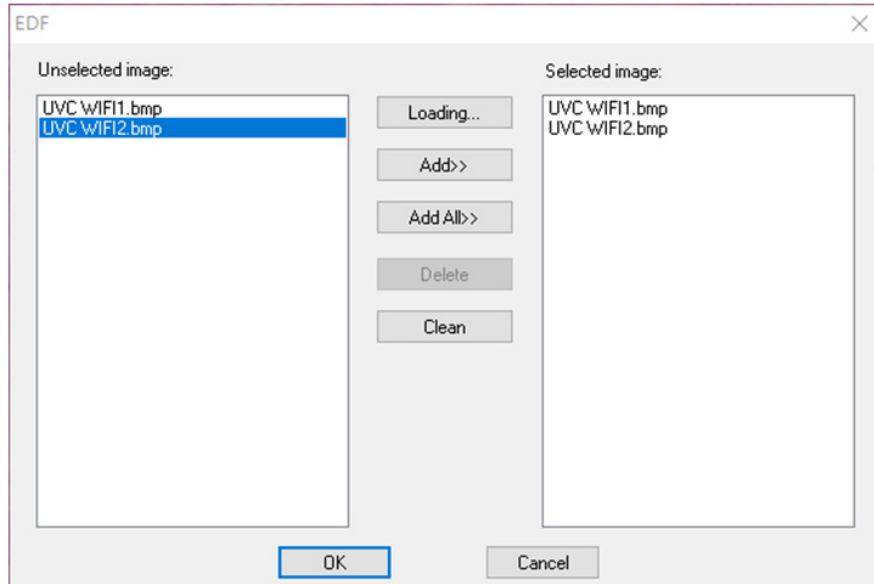 EDF
Unselected image:
UVC WIFI1.bmp
UVC WIFI2.bmp
Loading...
Add>>
Add All>>
Delete
Clean
Selected image:
UVC WIFI1.bmp
UVC WIFI2.bmp
OK
Cancel